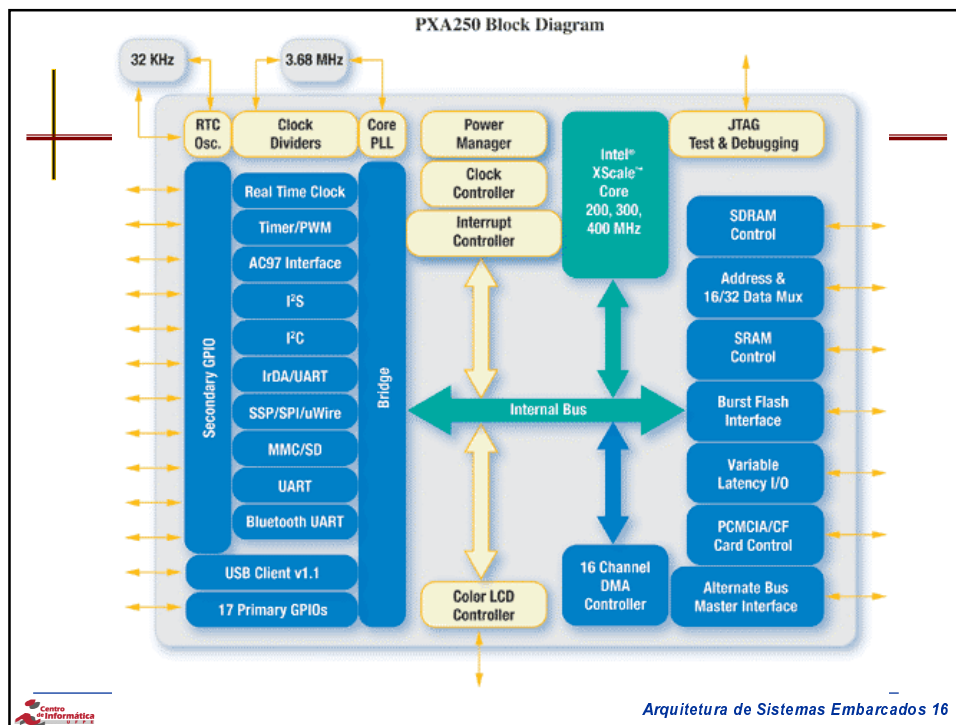 PXA250 Block Diagram
32 KHz
3.68 MHz
RTC
Osc.
Clock
Dividers
Core
PLL
Power
Manager
Clock
Controller
Interrupt
Controller
Intel®
XScale™
Core
200, 300,
400 MHz
JTAG
Test & Debugging
Secondary GPIO
Real Time Clock
Timer/PWM
AC97 Interface
I²S
I²C
IrDA/UART
SSP/SPI/uWire
MMC/SD
UART
Bluetooth UART
USB Client v1.1
17 Primary GPIOs
Bridge
Internal Bus
SDRAM
Control
Address &
16/32 Data Mux
SRAM
Control
Burst Flash
Interface
Variable
Latency I/O
PCMCIA/CF
Card Control
Alternate Bus
Master Interface
Color LCD
Controller
16 Channel
DMA
Controller
Centro
de Informática
UFPE
Arquitetura de Sistemas Embarcados 16